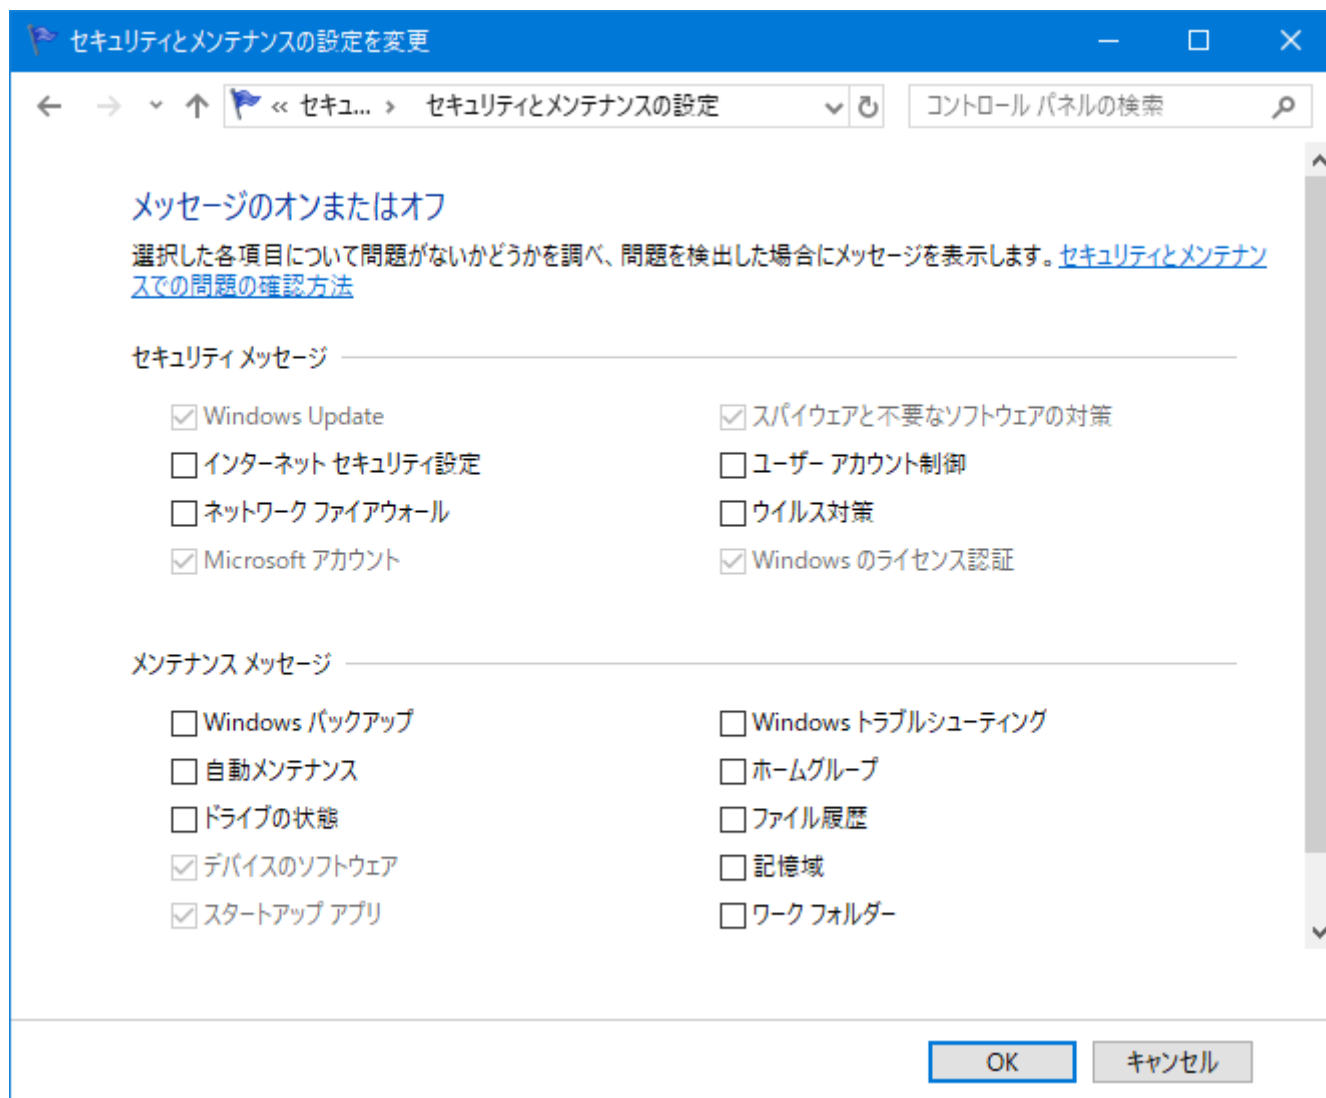 セキュリティとメンテナンスの設定を変更
« セキュ... › セキュリティとメンテナンスの設定
コントロール パネルの検索
メッセージのオンまたはオフ
選択した各項目について問題がないかどうかを調べ、問題を検出した場合にメッセージを表示します。セキュリティとメンテナン
スでの問題の確認方法
セキュリティ メッセージ
Windows Update
スパイウェアと不要なソフトウェアの対策
インターネット セキュリティ設定
ユーザー アカウント制御
ネットワーク ファイアウォール
ウイルス対策
Microsoft アカウント
Windows のライセンス認証
メンテナンス メッセージ
Windows バックアップ
Windows トラブルシューティング
自動メンテナンス
ホームグループ
ドライブの状態
ファイル履歴
デバイスのソフトウェア
記憶域
スタートアップ アプリ
ワーク フォルダー
OK
キャンセル